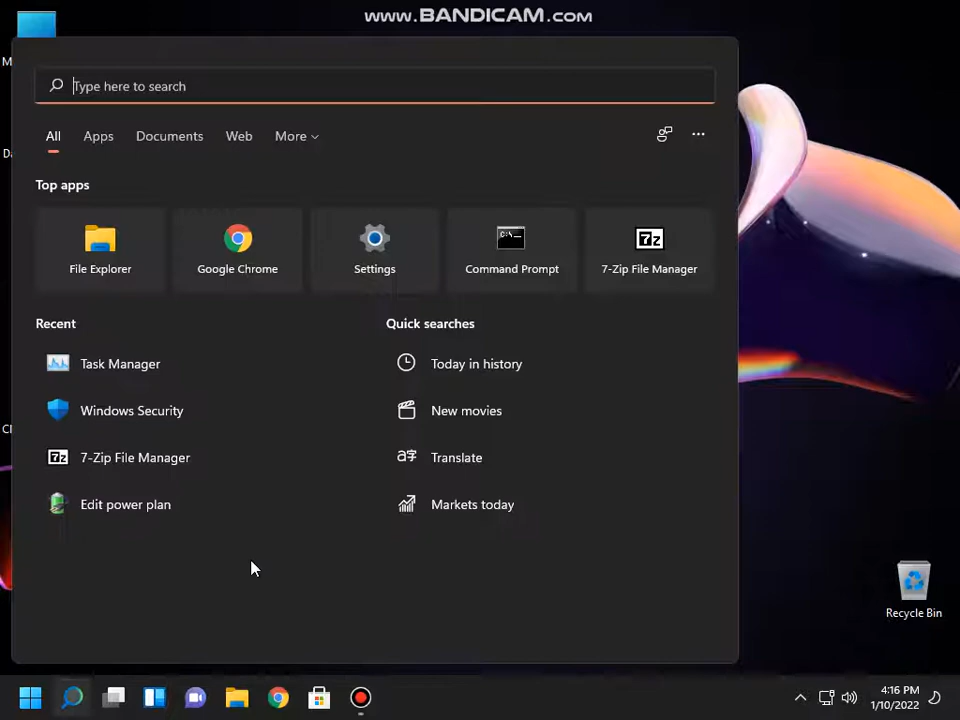 WWW.BANDICAM.COM
Type here to search
All Apps Documents Web More
Top apps
File Explorer Google Chrome Settings Command Prompt 7-Zip File Manager
Recent
Task Manager
Windows Security
7-Zip File Manager
Edit power plan
Quick searches
Today in history
New movies
Translate
Markets today
Recycle Bin
4:16 PM
1/10/2022